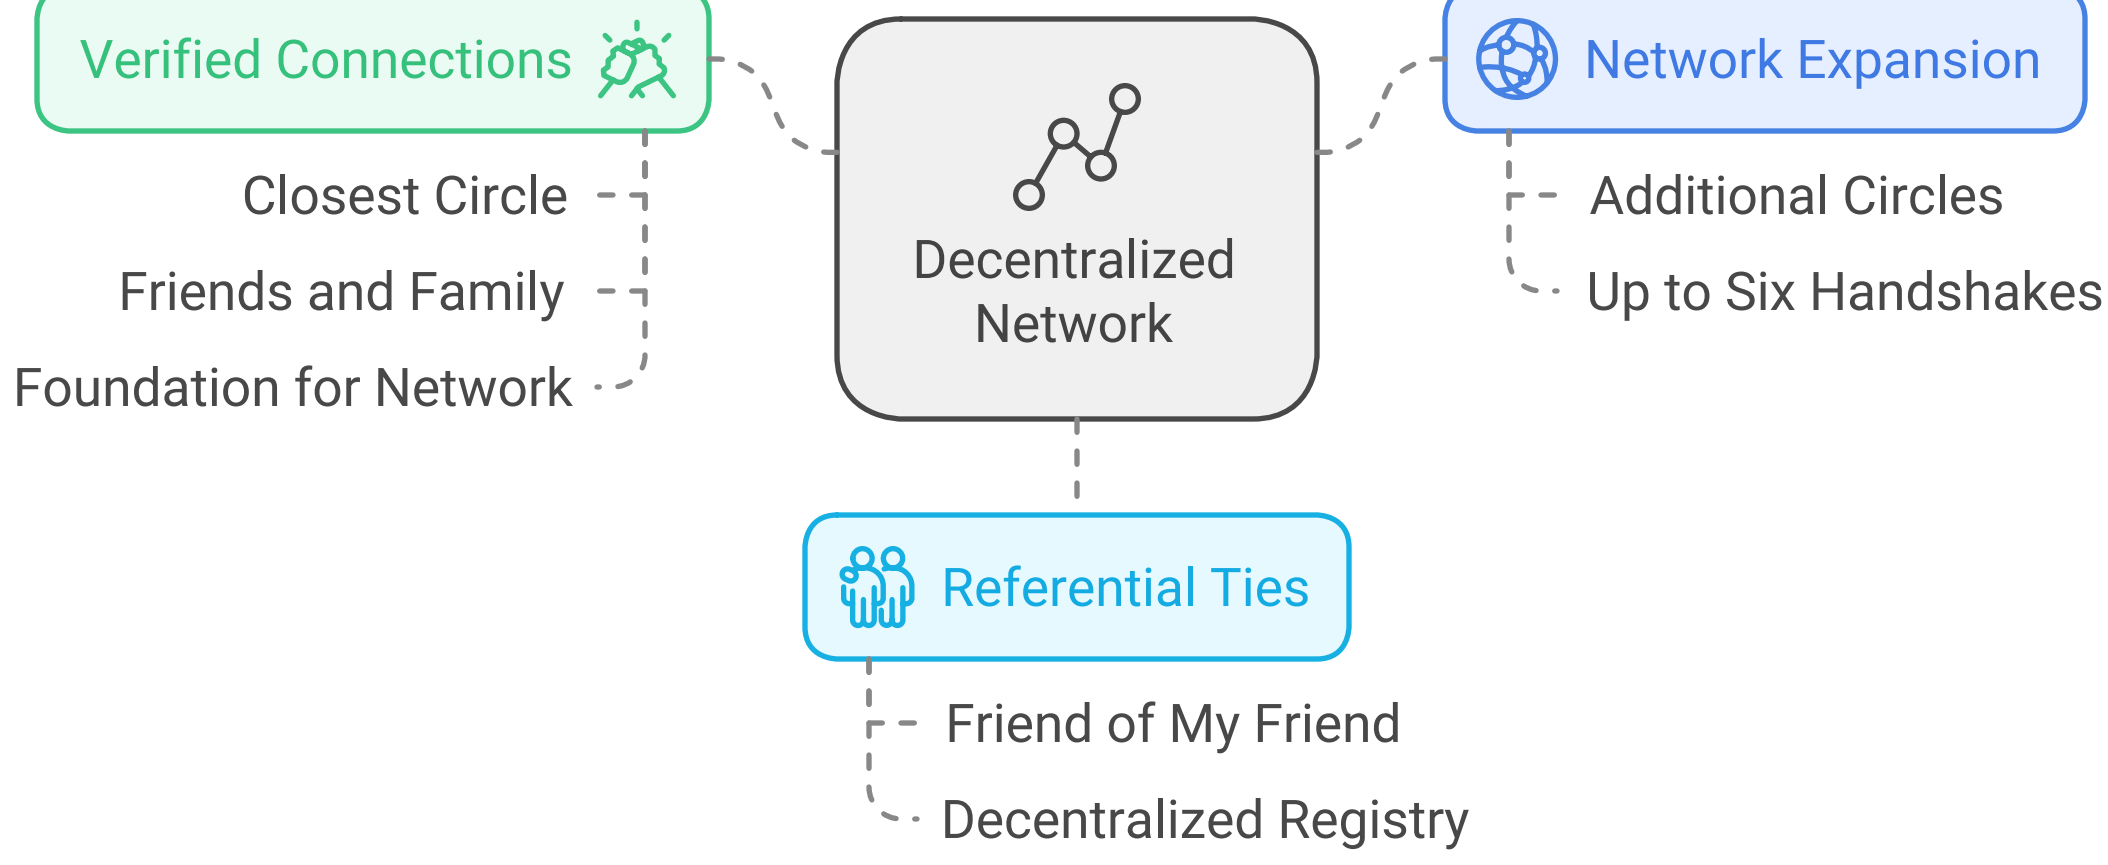 Verified Connections
Closest Circle
Friends and Family
Foundation for Network
Decentralized
Network
Network Expansion
Additional Circles
Up to Six Handshakes
Referential Ties
Friend of My Friend
Decentralized Registry